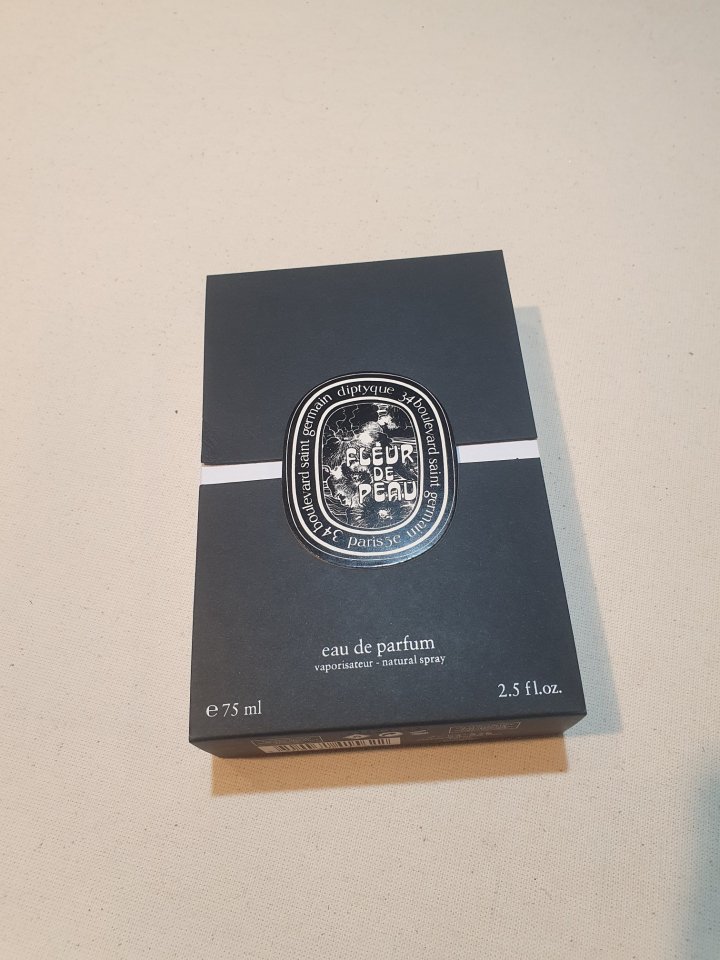 diptyque 34 boulevard saint germain paris 5e 34 boulevard saint germain
FLEUR
DE
PEAU
eau de parfum
vaporisateur - natural spray
e 75 ml
2.5 fl.oz.